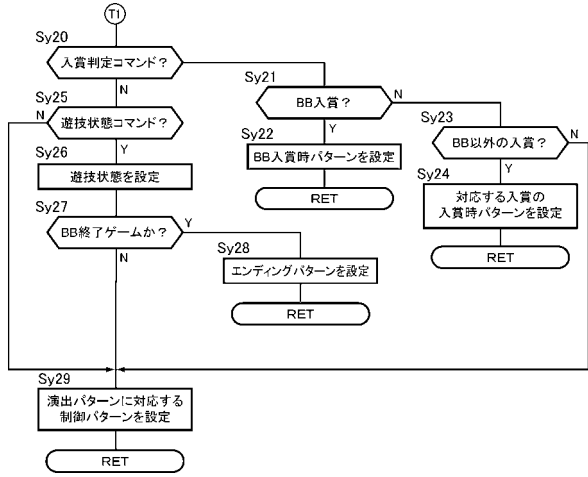 T1
Sy20
入賞判定コマンド？
N
Sy21
BB入賞？
N
Y
Sy22
BB入賞時パターンを設定
RET
Sy23
BB以外の入賞？
N
Y
Sy24
対応する入賞の
入賞時パターンを設定
RET
Sy25
N
遊技状態コマンド？
Y
Sy26
遊技状態を設定
Sy27
BB終了ゲームか？
Y
N
Sy28
エンディングパターンを設定
RET
Sy29
演出パターンに対応する
制御パターンを設定
RET